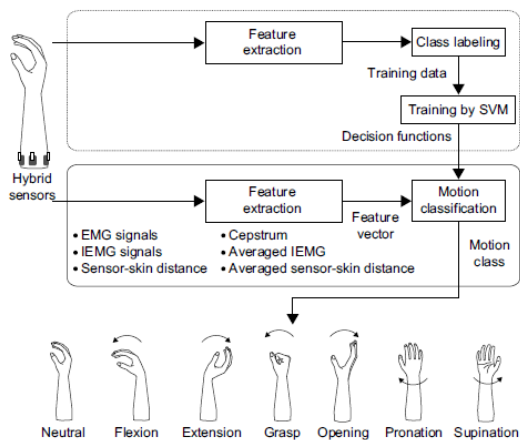 Feature
extraction
Class labeling
Training data
Training by SVM
Decision functions
Hybrid
sensors
Feature
extraction
Feature
vector
Motion
classification
• EMG signals
• IEMG signals
• Sensor-skin distance
• Cepstrum
• Averaged IEMG
• Averaged sensor-skin distance
Motion
class
Neutral
Flexion
Extension
Grasp
Opening
Pronation
Supination